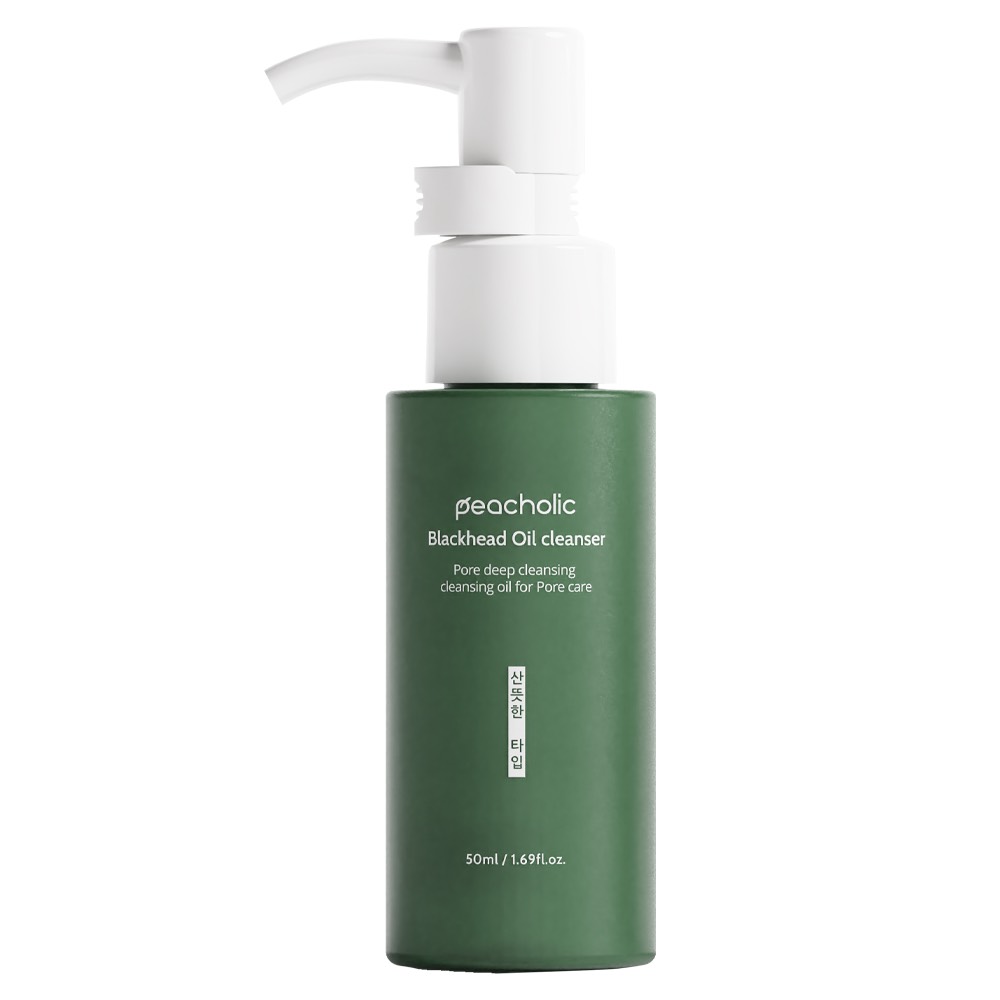 peacholic
Blackhead Oil cleanser
Pore deep cleansing
cleansing oil for Pore care
산뜻한 타입
50ml / 1.69fl.oz.